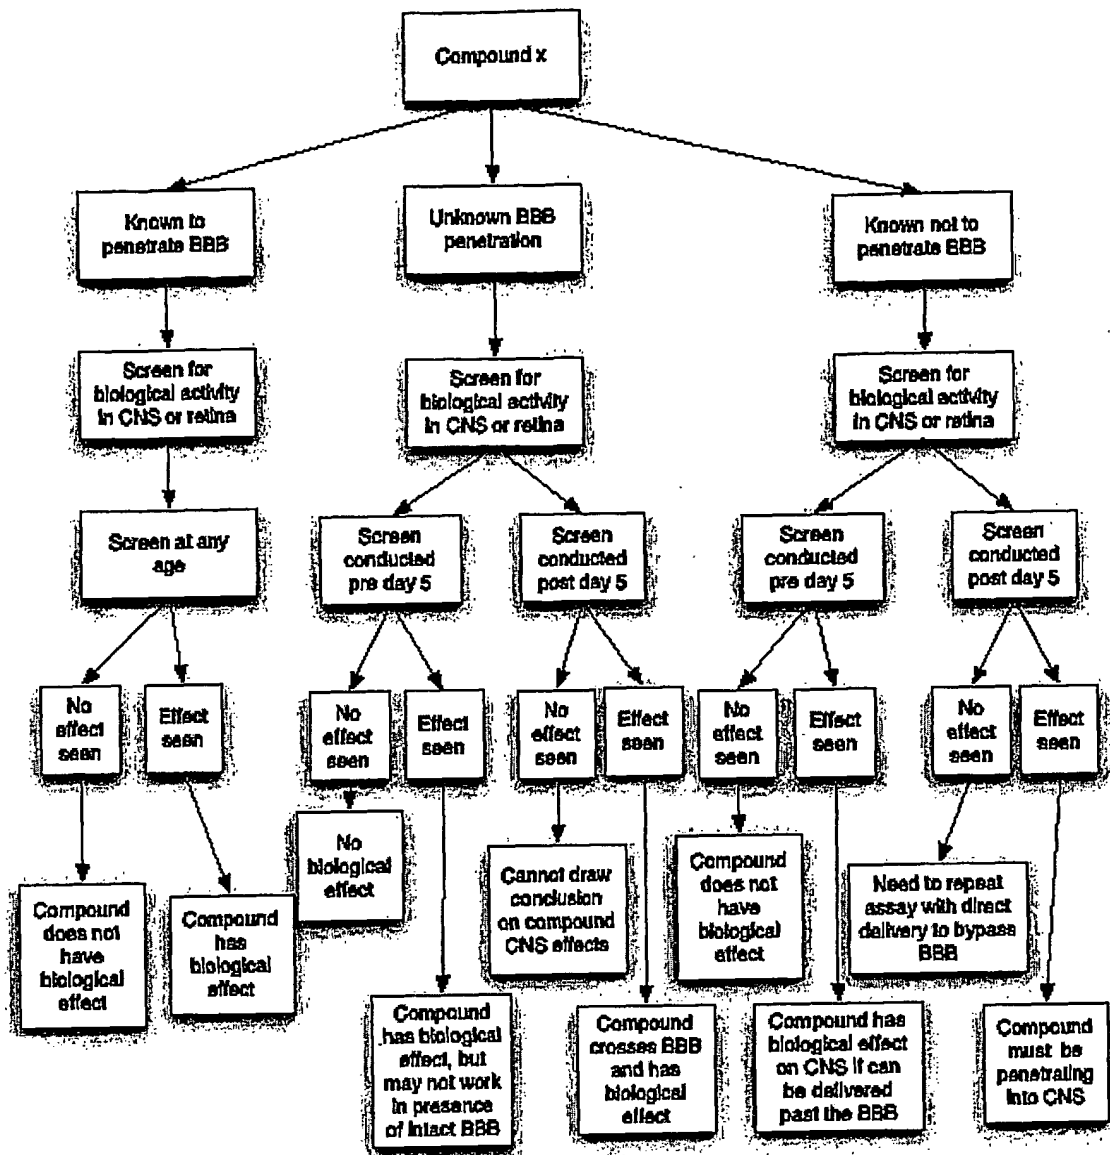 Compound x
Known to
penetrate BBB
Unknown BBB
penetration
Known not to
penetrate BBB
Screen for
biological activity
in CNS or retina
Screen for
biological activity
in CNS or retina
Screen for
biological activity
in CNS or retina
Screen at any
age
Screen
conducted
pre day 5
Screen
conducted
post day 5
Screen
conducted
pre day 5
Screen
conducted
post day 5
No
effect
seen
Effect
seen
No
effect
seen
Effect
seen
No
effect
seen
Effect
seen
No
effect
seen
Effect
seen
No
effect
seen
Effect
seen
Compound
does not
have
biological
effect
Compound
has
biological
effect
No
biological
effect
Compound
has biological
effect, but
may not work
in presence
of intact BBB
Cannot draw
conclusion
on compound
CNS effects
Compound
crosses BBB
and has
biological
effect
Compound
does not
have
biological
effect
Compound has
biological effect
on CNS if can
be delivered
past the BBB
Need to repeat
assay with direct
delivery to bypass
BBB
Compound
must be
penetrating
into CNS